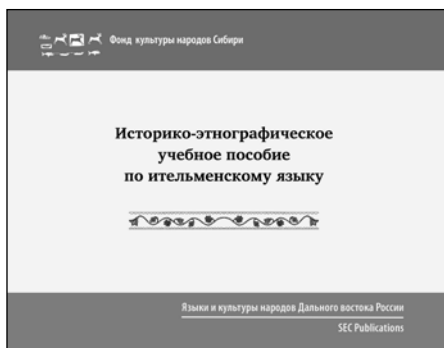 Фонд культуры народов Сибири
Историко-этнографическое
учебное пособие
по ительменскому языку
Языки и культуры народов Дальнего востока России
SEC Publications